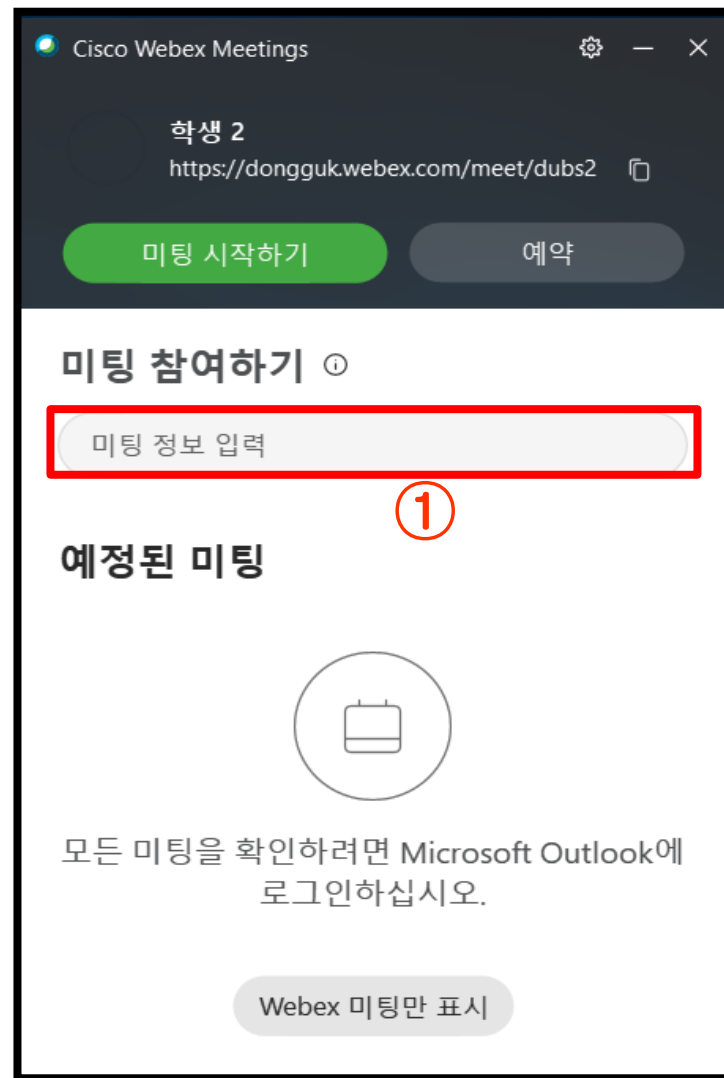 Cisco Webex Meetings
학생 2
https://dongguk.webex.com/meet/dubs2
미팅 시작하기
예약
미팅 참여하기
미팅 정보 입력
①
예정된 미팅
모든 미팅을 확인하려면 Microsoft Outlook에
로그인하십시오.
Webex 미팅만 표시